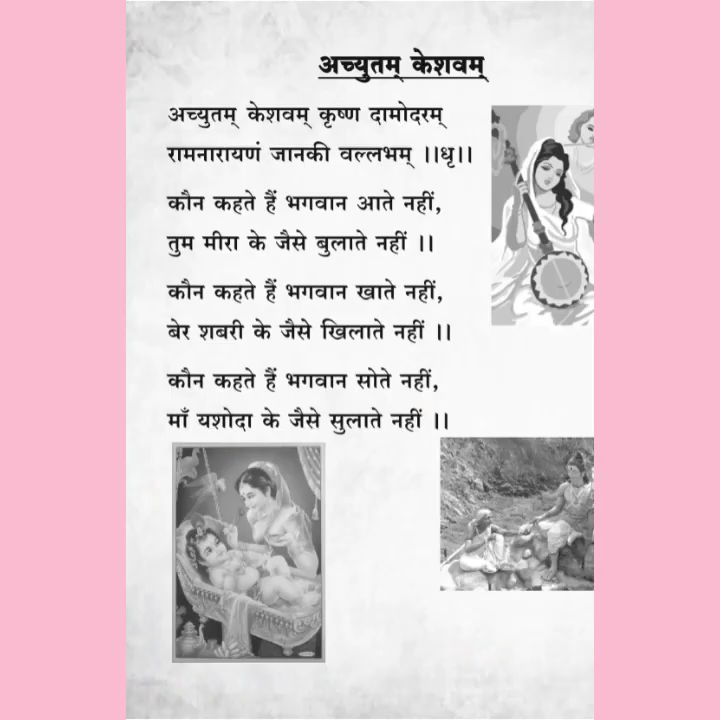 अच्युतम् केशवम्
अच्युतम् केशवम् कृष्ण दामोदरम्
रामनारायणं जानकी वल्लभम् ।।धृ।।
कौन कहते हैं भगवान आते नहीं,
तुम मीरा के जैसे बुलाते नहीं ।।
कौन कहते हैं भगवान खाते नहीं,
बेर शबरी के जैसे खिलाते नहीं ।।
कौन कहते हैं भगवान सोते नहीं,
माँ यशोदा के जैसे सुलाते नहीं ।।